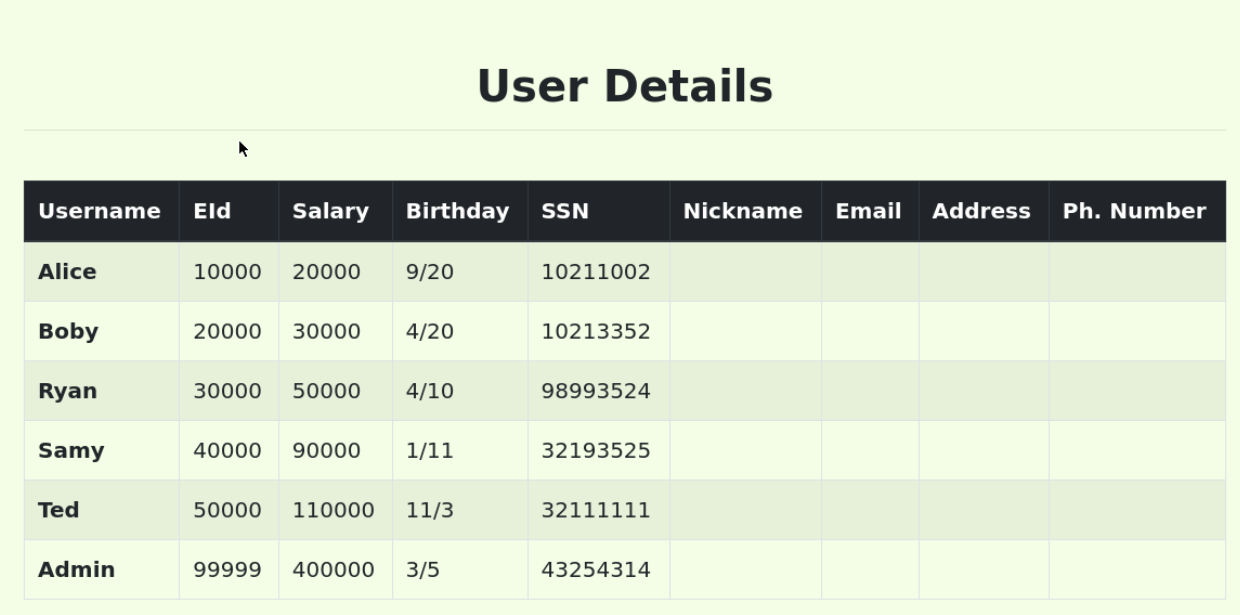 User Details
Username EId Salary Birthday SSN Nickname Email Address Ph. Number
Alice 10000 20000 9/20 10211002
Boby 20000 30000 4/20 10213352
Ryan 30000 50000 4/10 98993524
Samy 40000 90000 1/11 32193525
Ted 50000 110000 11/3 32111111
Admin 99999 400000 3/5 43254314